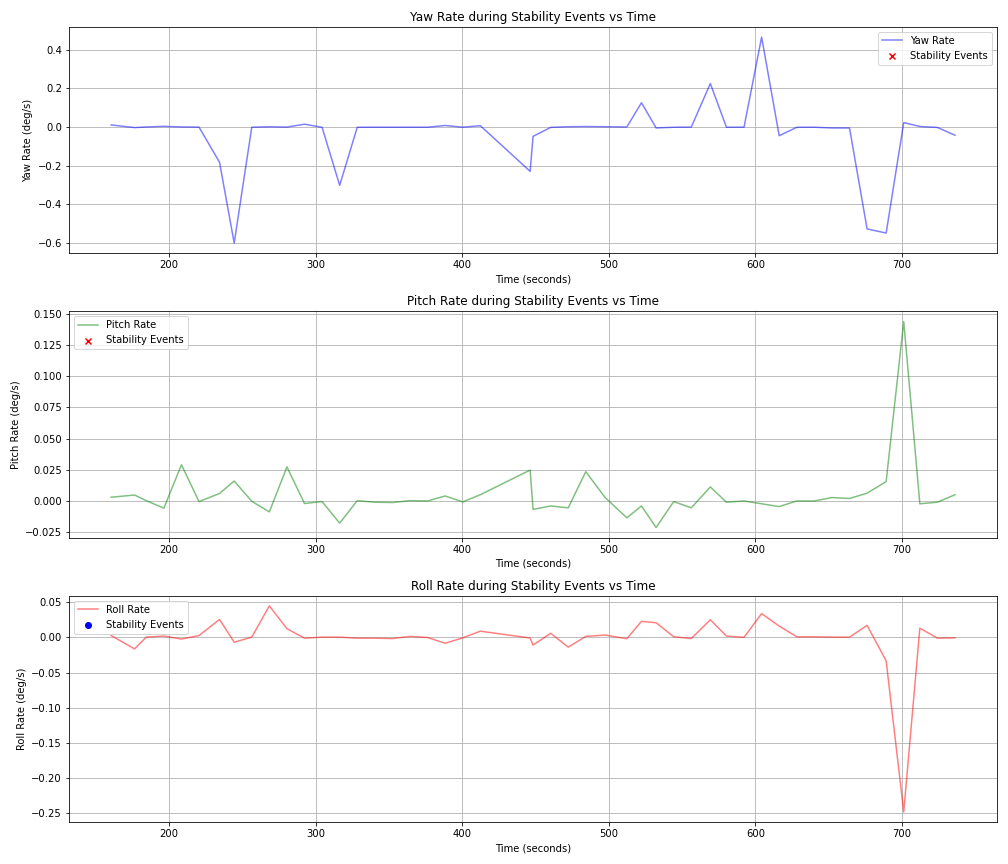 Yaw Rate during Stability Events vs Time
Yaw Rate (deg/s)
0.4
0.2
0.0
−0.2
−0.4
−0.6
Yaw Rate
Stability Events
200 300 400 500 600 700
Time (seconds)
Pitch Rate during Stability Events vs Time
Pitch Rate (deg/s)
0.150
0.125
0.100
0.075
0.050
0.025
0.000
−0.025
Pitch Rate
Stability Events
200 300 400 500 600 700
Time (seconds)
Roll Rate during Stability Events vs Time
Roll Rate (deg/s)
0.05
0.00
−0.05
−0.10
−0.15
−0.20
−0.25
Roll Rate
Stability Events
200 300 400 500 600 700
Time (seconds)